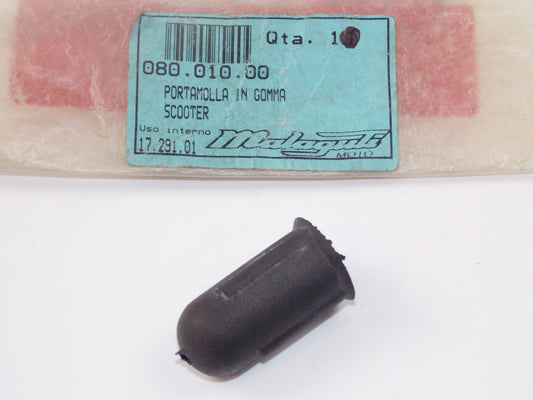 Qta. 1
080.010.00
PORTAMOLLA IN GOMMA
SCOOTER
Uso interno
17.291.01
Malaguti
MOTO